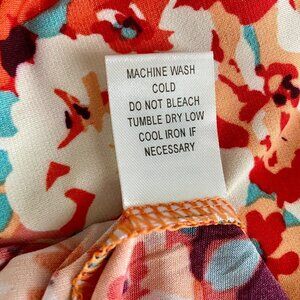 MACHINE WASH
COLD
DO NOT BLEACH
TUMBLE DRY LOW
COOL IRON IF
NECESSARY